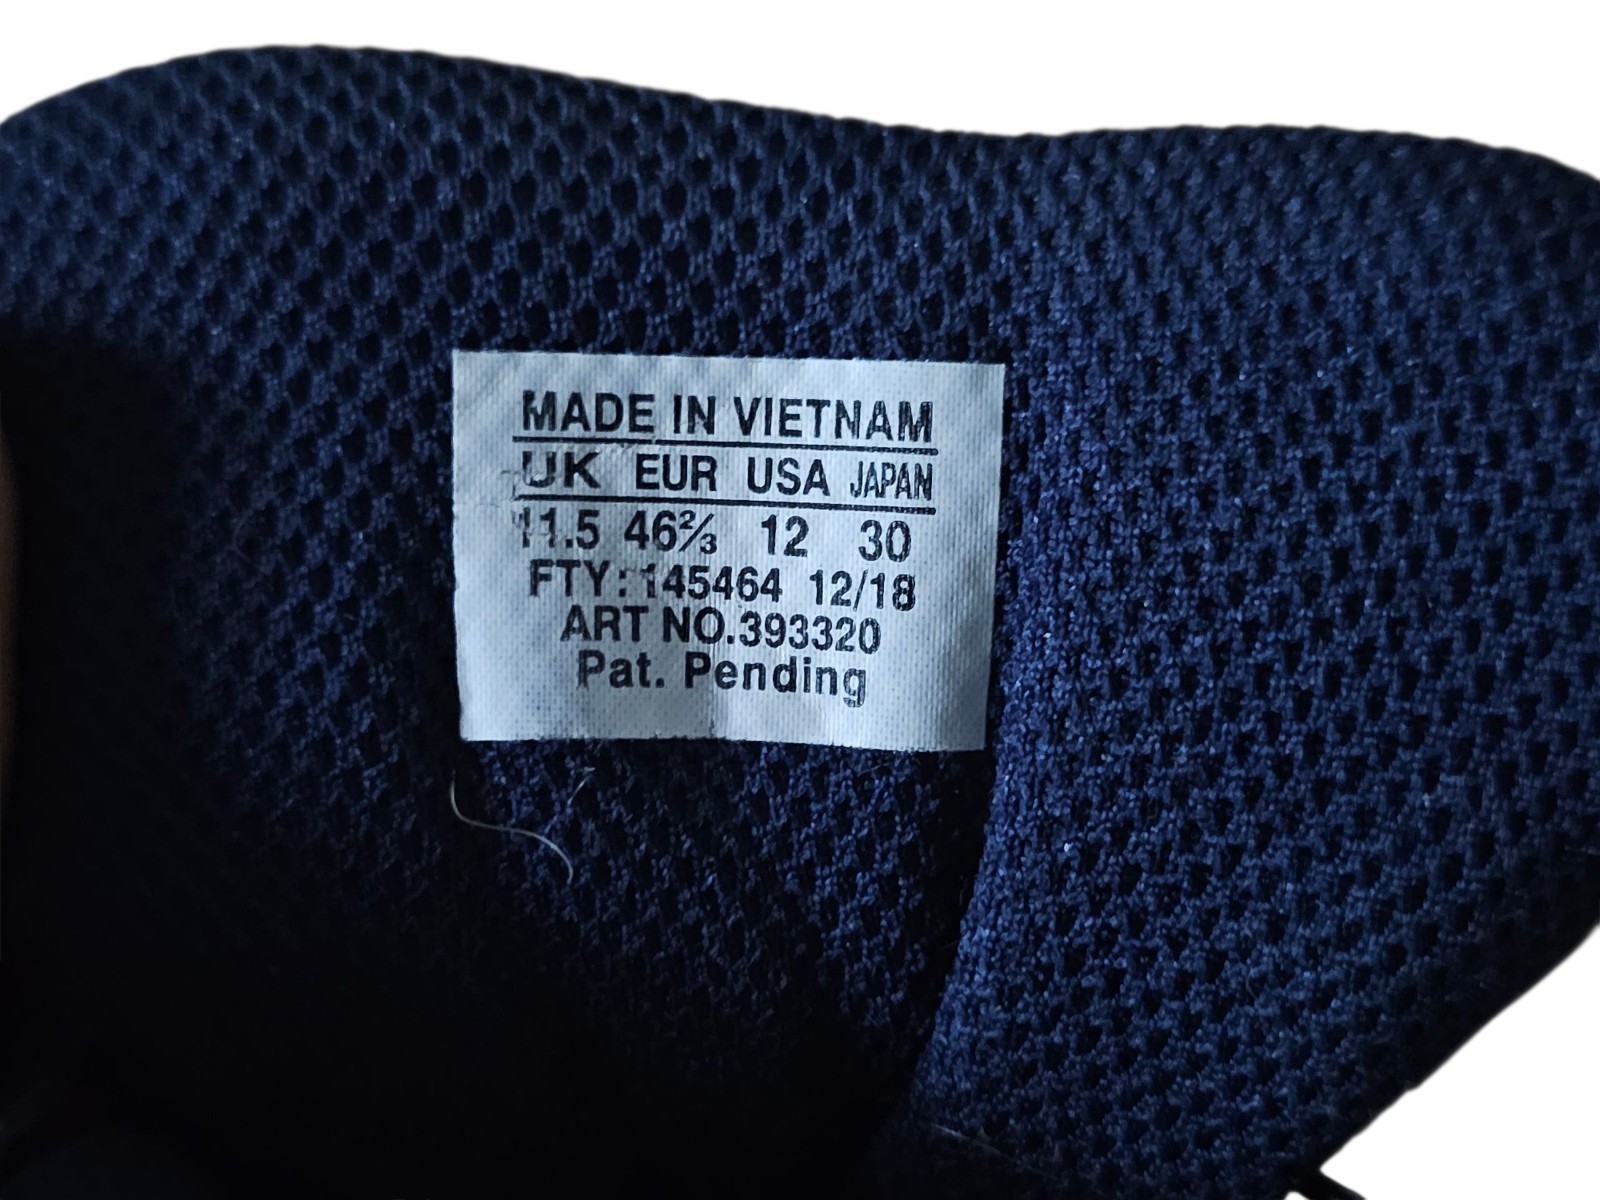 MADE IN VIETNAM
UK EUR USA JAPAN
11.5 46⅔ 12 30
FTY:145464 12/18
ART NO.393320
Pat. Pending